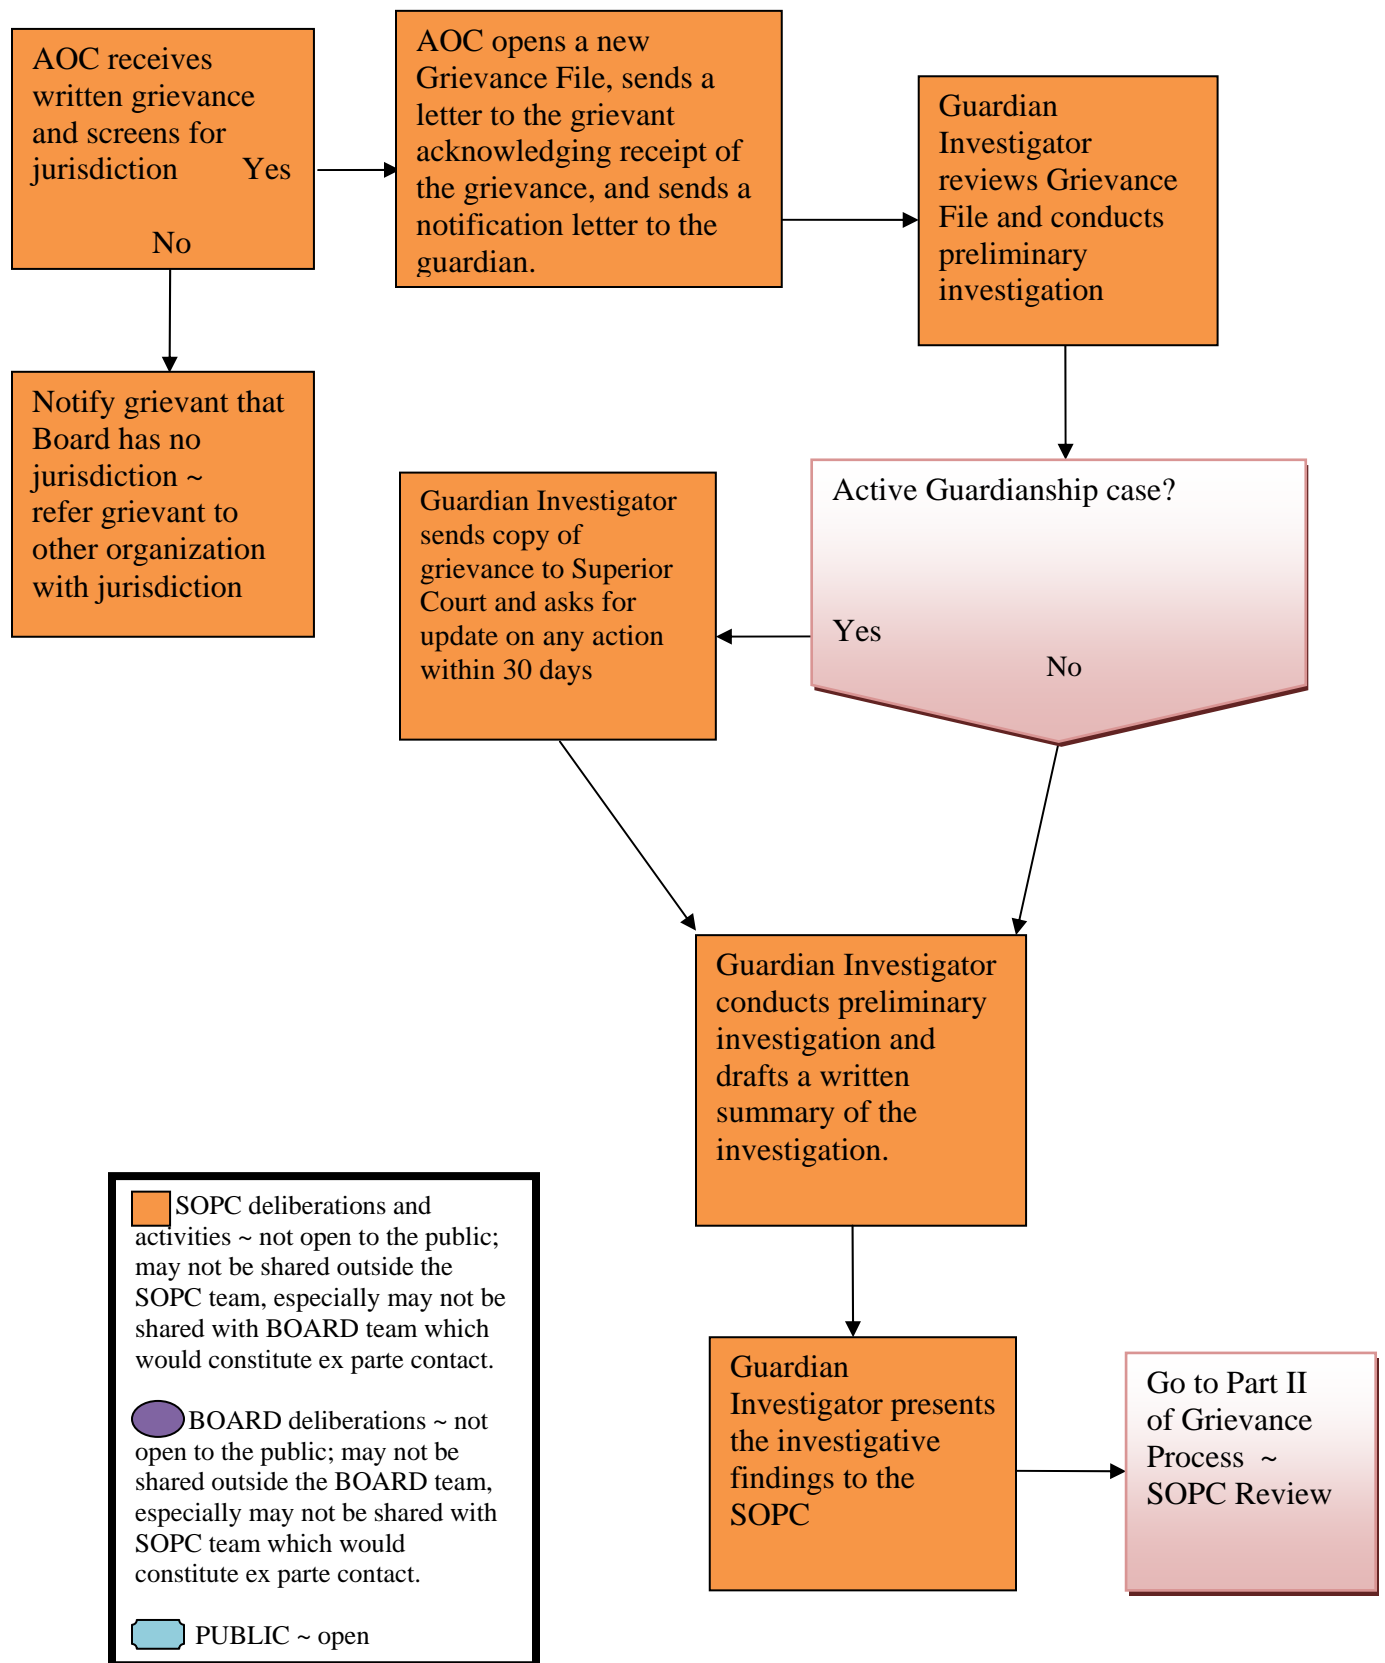 AOC receives
written grievance
and screens for
jurisdiction Yes
No
AOC opens a new
Grievance File, sends a
letter to the grievant
acknowledging receipt of
the grievance, and sends a
notification letter to the
guardian.
Guardian
Investigator
reviews Grievance
File and conducts
preliminary
investigation
Notify grievant that
Board has no
jurisdiction ~
refer grievant to
other organization
with jurisdiction
Active Guardianship case?
Yes
No
Guardian Investigator
sends copy of
grievance to Superior
Court and asks for
update on any action
within 30 days
Guardian Investigator
conducts preliminary
investigation and
drafts a written
summary of the
investigation.
Guardian
Investigator presents
the investigative
findings to the
SOPC
Go to Part II
of Grievance
Process ~
SOPC Review
SOPC deliberations and
activities ~ not open to the public;
may not be shared outside the
SOPC team, especially may not be
shared with BOARD team which
would constitute ex parte contact.
BOARD deliberations ~ not
open to the public; may not be
shared outside the BOARD team,
especially may not be shared with
SOPC team which would
constitute ex parte contact.
PUBLIC ~ open